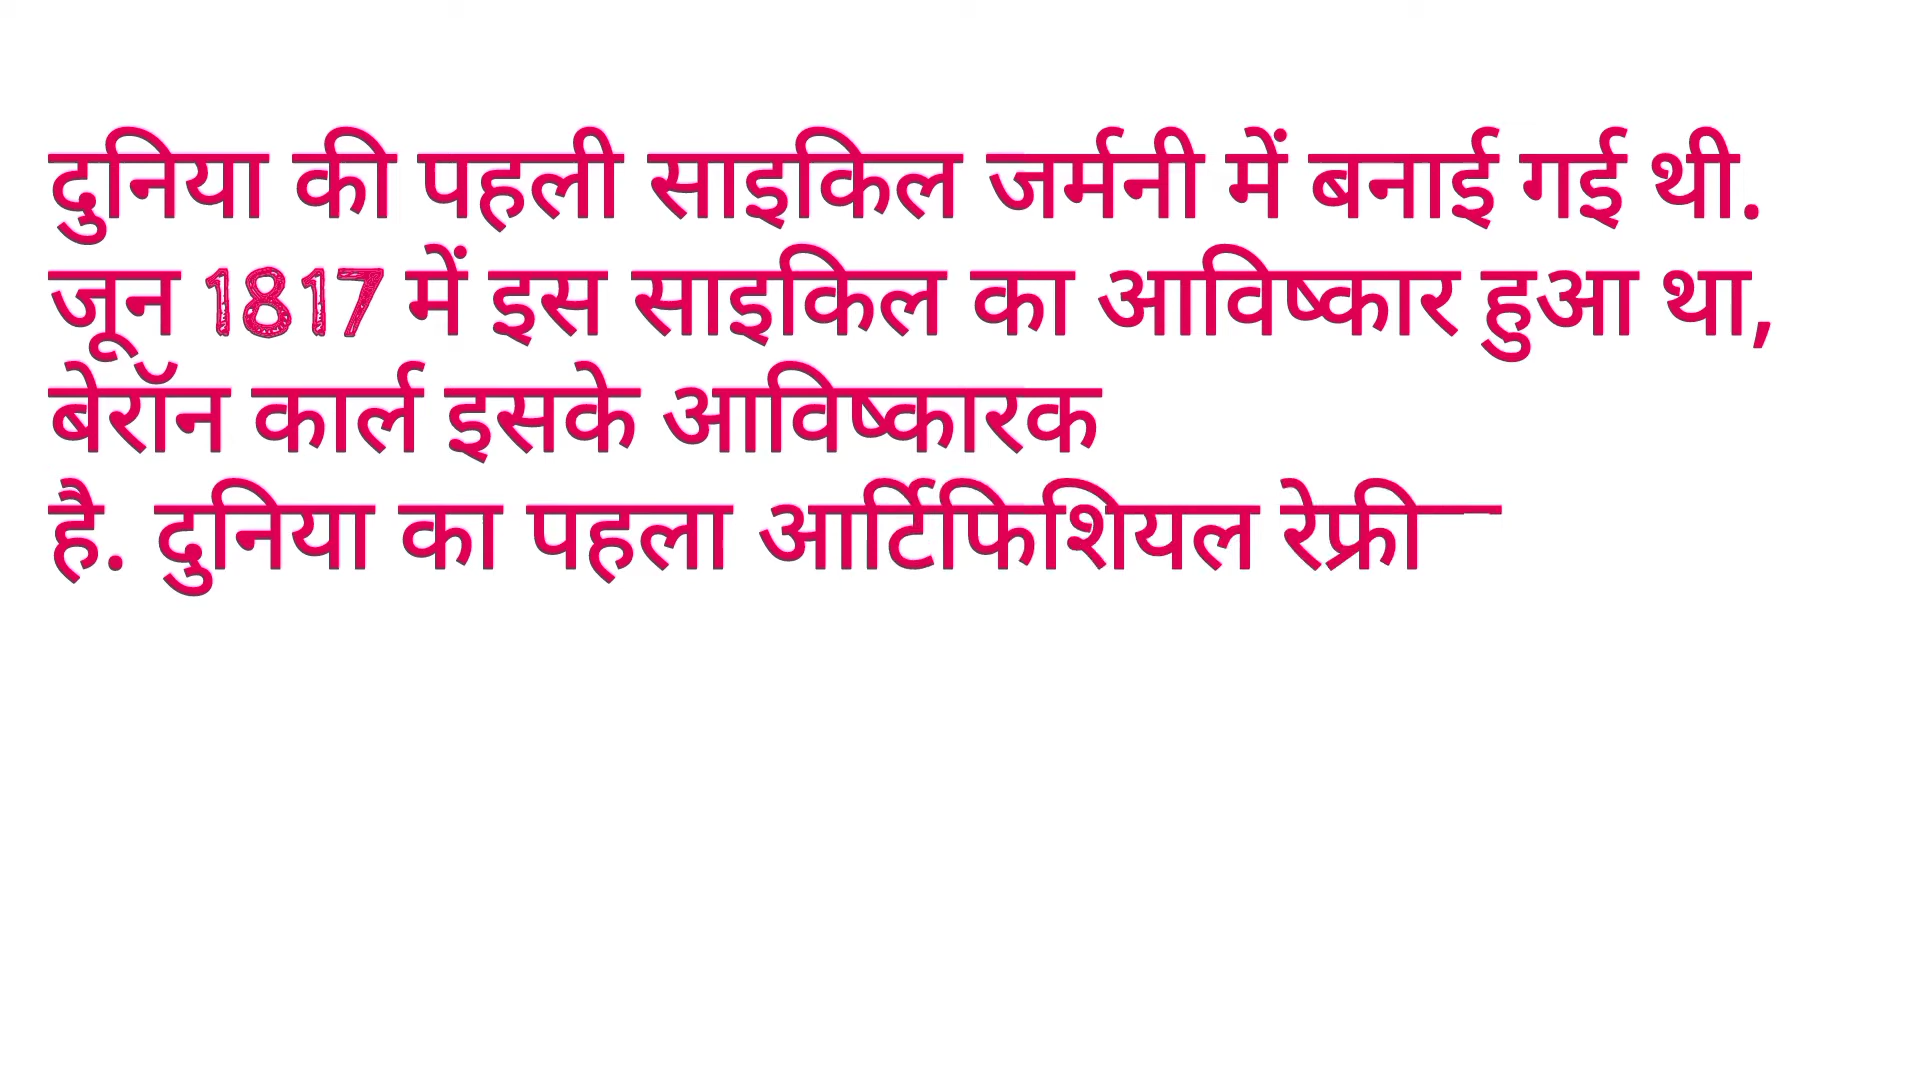 दुनिया की पहली साइकिल जर्मनी में बनाई गई थी.
जून 1817 में इस साइकिल का आविष्कार हुआ था,
बेरॉन कार्ल इसके आविष्कारक
है. दुनिया का पहला आर्टिफिशियल रेफ्री